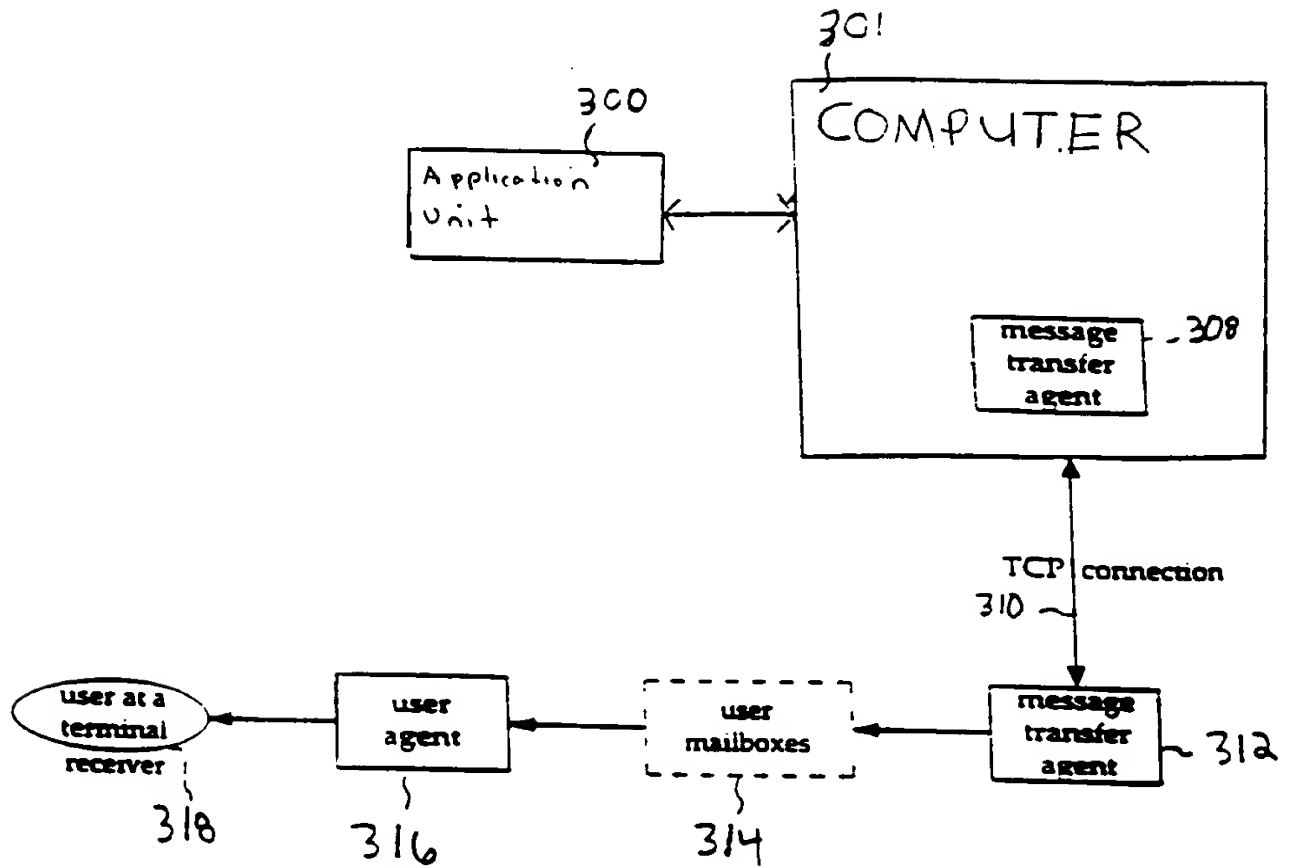 301
COMPUTER
300
Application
Unit
message
transfer
agent
308
TCP connection
310
user at a
terminal
receiver
318
user
agent
316
user
mailboxes
314
message
transfer
agent
312